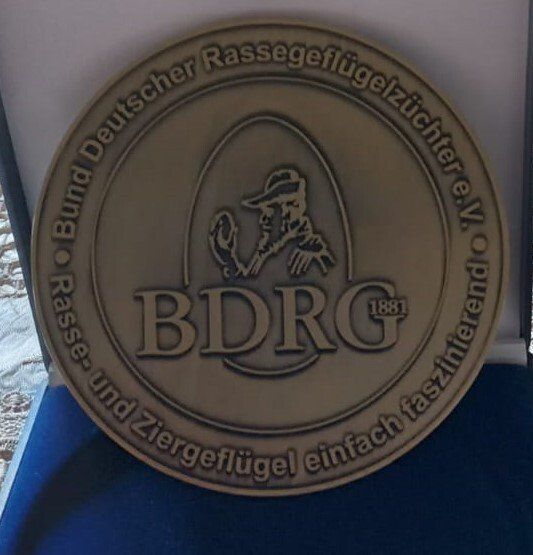 Bund Deutscher Rassegeflügelzüchter e.V.
BDRG
1881
Rasse- und Ziergeflügel einfach faszinierend